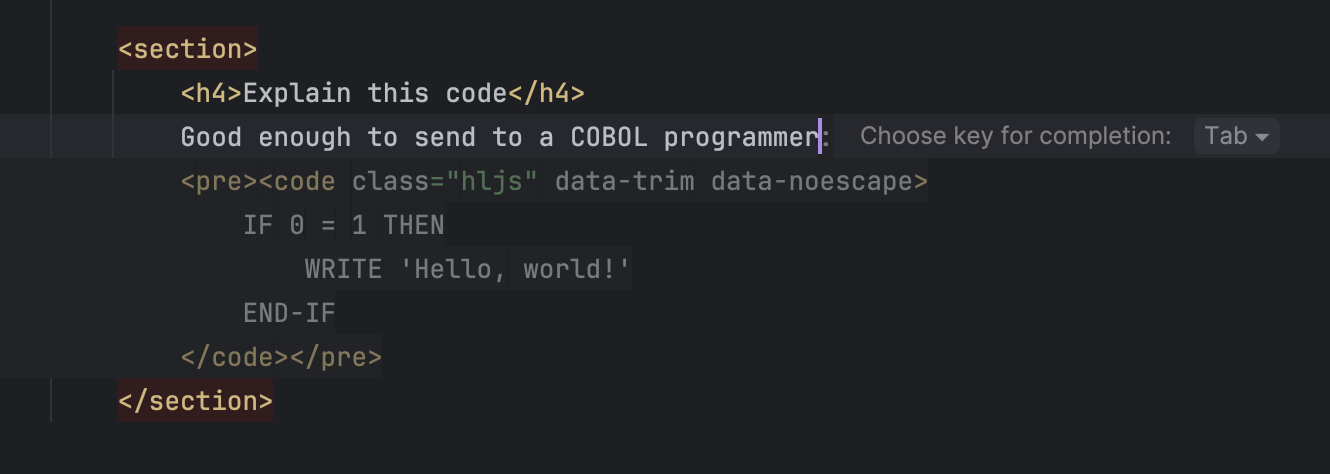 <section>
<h4>Explain this code</h4>
Good enough to send to a COBOL programmer: Choose key for completion: Tab
<pre><code class="hljs" data-trim data-noescape>
IF 0 = 1 THEN
WRITE 'Hello, world!'
END-IF
</code></pre>
</section>